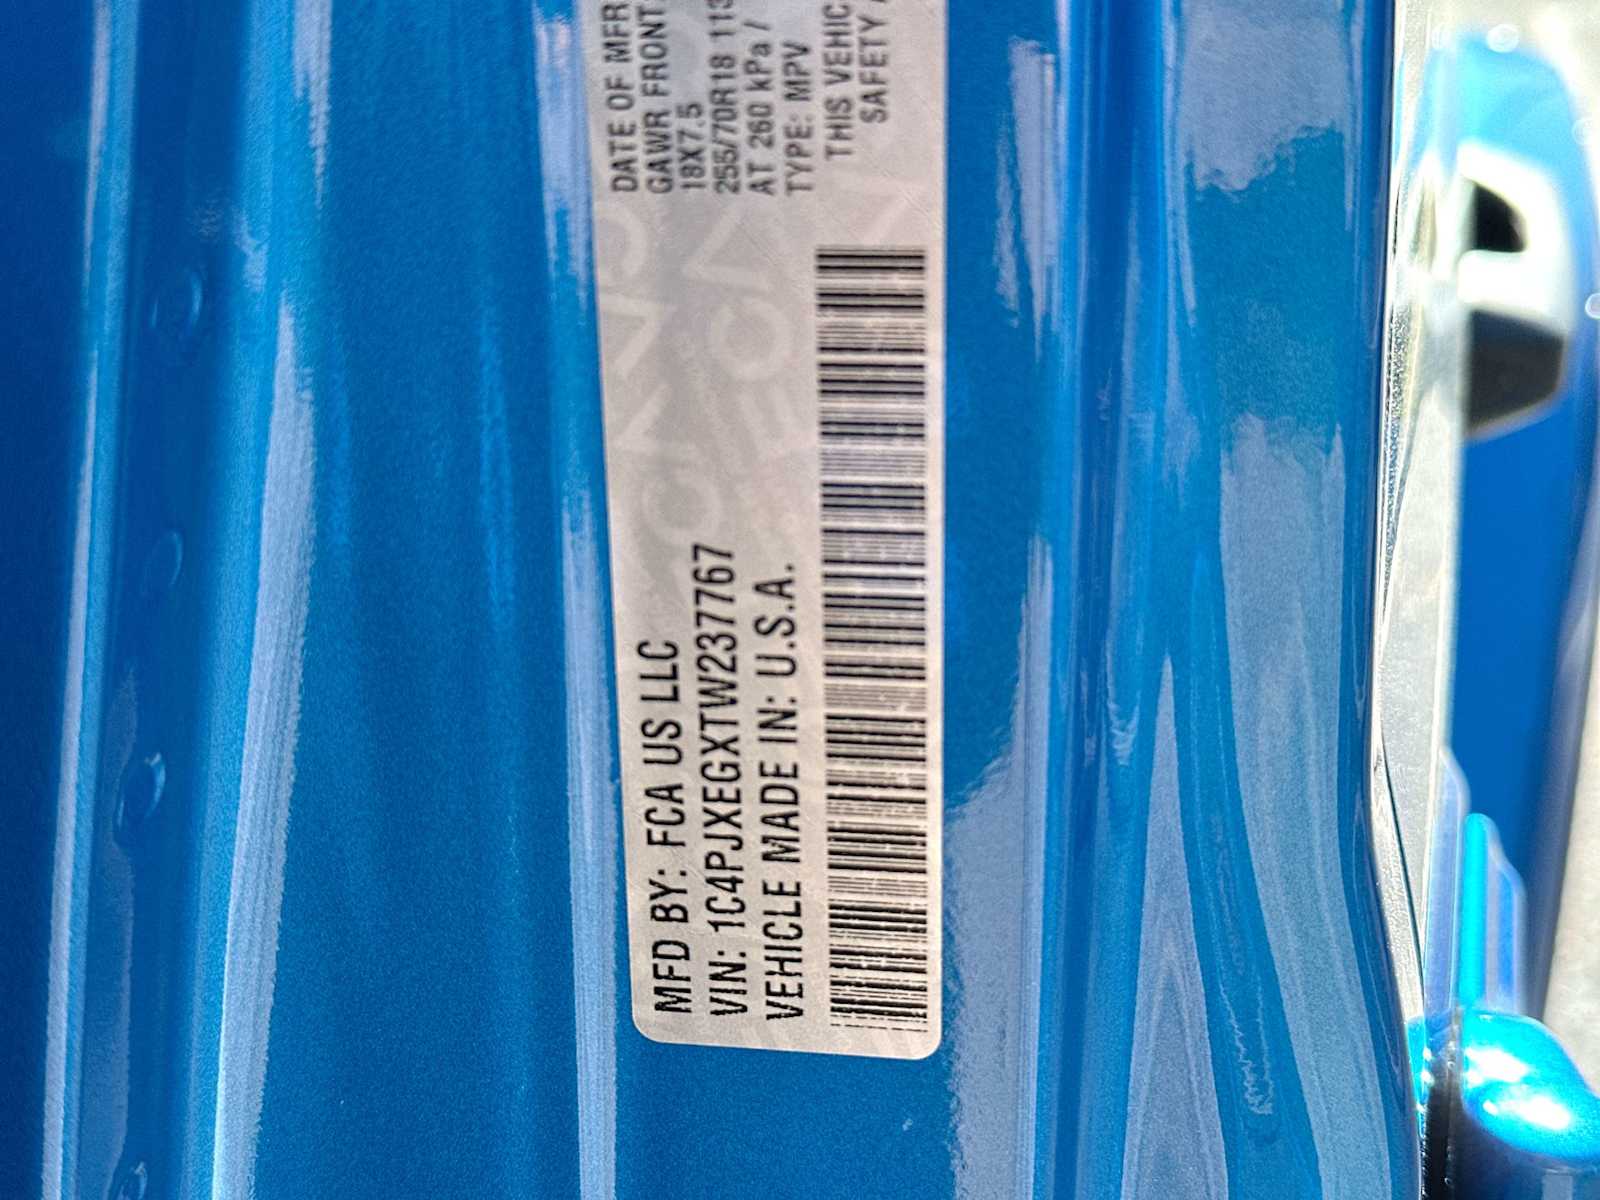 MFD BY: FCA US LLC
VIN: 1C4PJXEGXTW237767
VEHICLE MADE IN: U.S.A.
DATE OF MFR
GAWR FRONT:
18X7.5
255/70R18 113
AT 260 kPa /
TYPE: MPV
THIS VEHIC
SAFETY